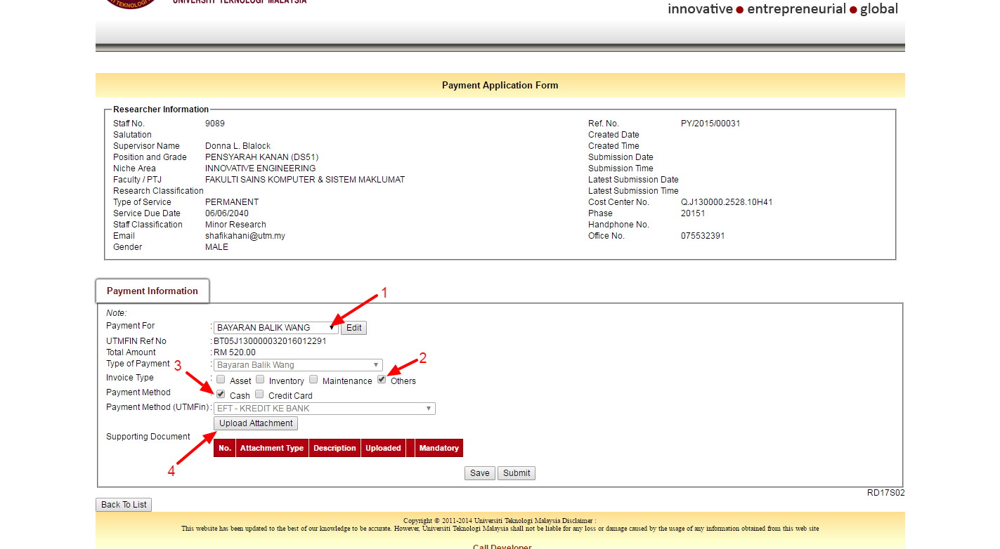 UNIVERSITI TEKNOLOGI MALAYSIA
TI TEKNOLOGI
innovative ● entrepreneurial ● global
Payment Application Form
Researcher Information
Staff No. 9089 Ref. No. PY/2015/00031
Salutation Created Date
Supervisor Name Donna L. Blalock Created Time
Position and Grade PENSYARAH KANAN (DS51) Submission Date
Niche Area INNOVATIVE ENGINEERING Submission Time
Faculty / PTJ FAKULTI SAINS KOMPUTER & SISTEM MAKLUMAT Latest Submission Date
Research Classification Latest Submission Time
Type of Service PERMANENT Cost Center No. Q.J130000.2528.10H41
Service Due Date 06/06/2040 Phase 20151
Staff Classification Minor Research Handphone No.
Email shafikahani@utm.my Office No. 075532391
Gender MALE
Payment Information
1
Note:
Payment For : BAYARAN BALIK WANG Edit
UTMFIN Ref No : BT05J130000032016012291
Total Amount : RM 520.00
Type of Payment : Bayaran Balik Wang
2
3
Invoice Type : Asset Inventory Maintenance Others
Payment Method : Cash Credit Card
Payment Method (UTMFin) : EFT - KREDIT KE BANK
Upload Attachment
Supporting Document
No. Attachment Type Description Uploaded Mandatory
4
Save Submit
RD17S02
Back To List
Copyright © 2011-2014 Universiti Teknologi Malaysia Disclaimer :
This website has been updated to the best of our knowledge to be accurate. However, Universiti Teknologi Malaysia shall not be liable for any loss or damage caused by the usage of any information obtained from this web site
Call Developer